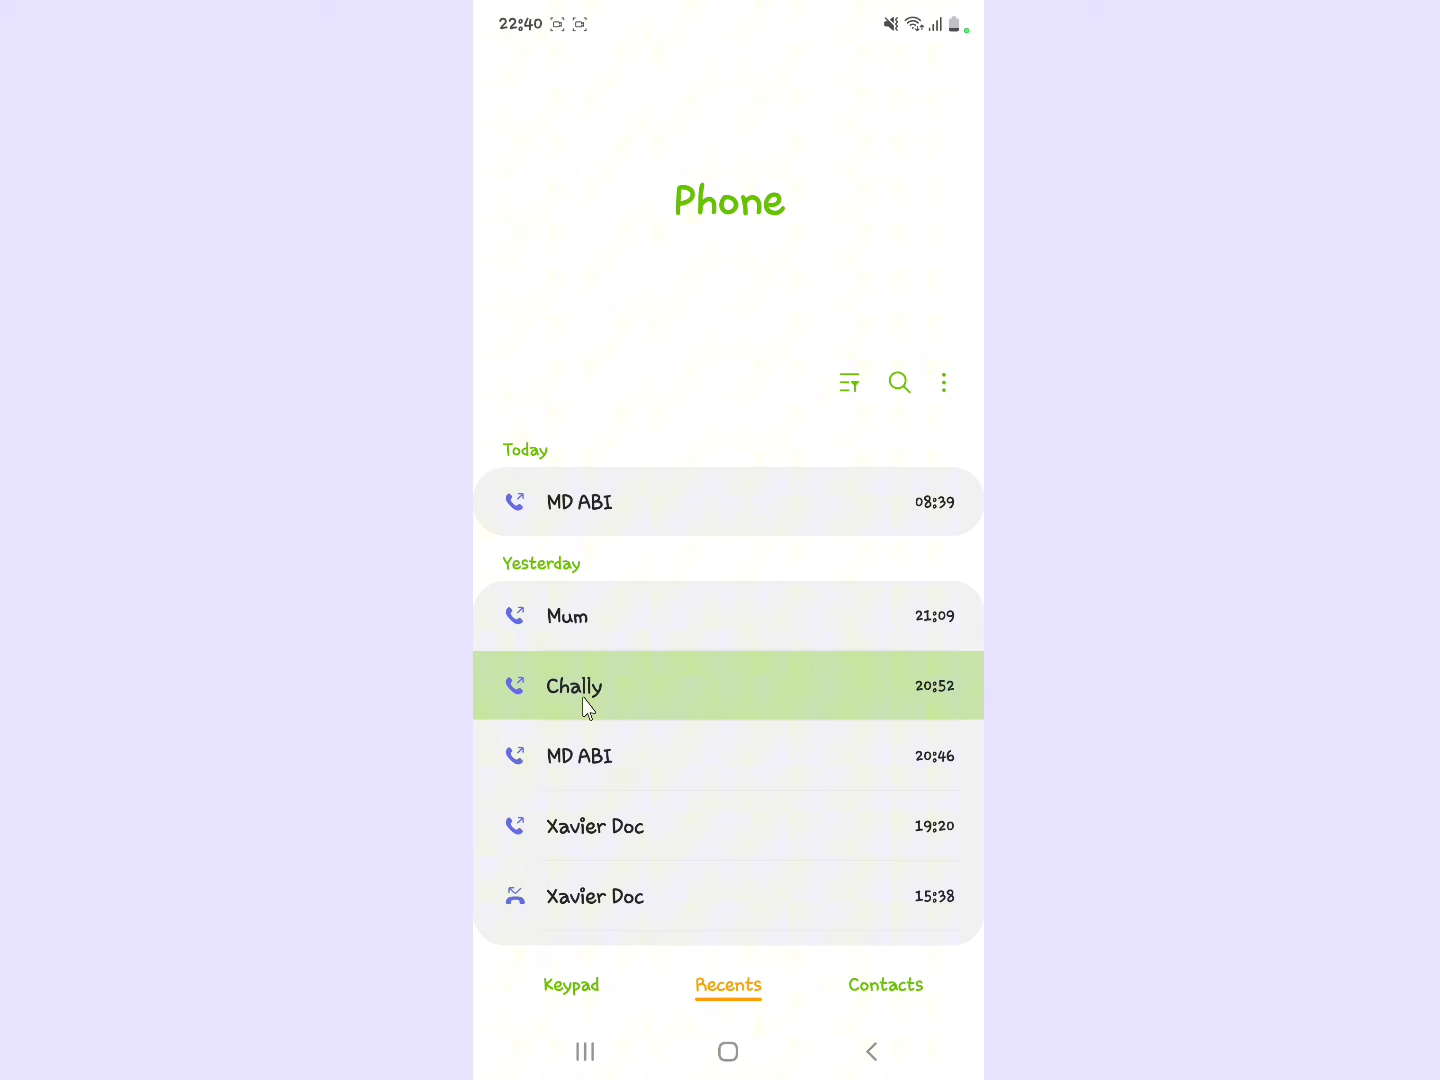 22:40
Phone
Today
MD ABI 08:39
Yesterday
Mum 21:09
Chally 20:52
MD ABI 20:46
Xavier Doc 19:20
Xavier Doc 15:38
Keypad Recents Contacts